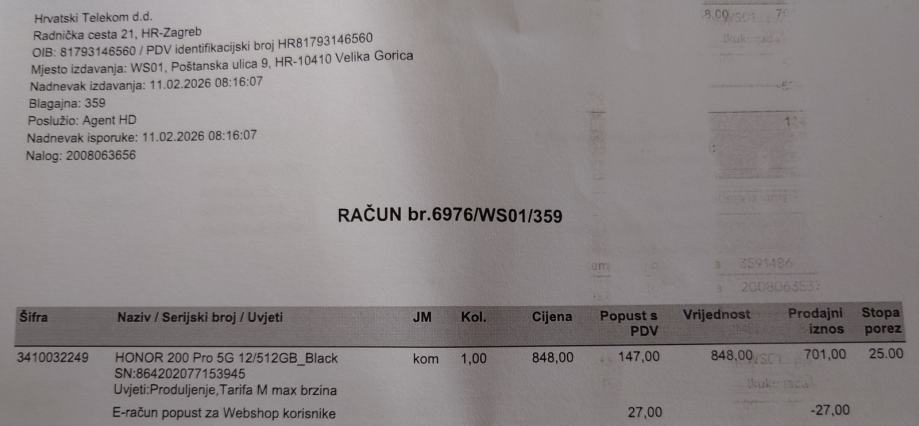 Hrvatski Telekom d.d.
Radnička cesta 21, HR-Zagreb
OIB: 81793146560 / PDV identifikacijski broj HR81793146560
Mjesto izdavanja: WS01, Poštanska ulica 9, HR-10410 Velika Gorica
Nadnevak izdavanja: 11.02.2026 08:16:07
Blagajna: 359
Poslužio: Agent HD
Nadnevak isporuke: 11.02.2026 08:16:07
Nalog: 2008063656
RAČUN br.6976/WS01/359
3591486
Šifra Naziv / Serijski broj / Uvjeti JM Kol. Cijena Popust s PDV Vrijednost Prodajni iznos Stopa porez
3410032249 HONOR 200 Pro 5G 12/512GB_Black kom 1,00 848,00 147,00 848,00 701,00 25.00
SN:864202077153945
Uvjeti:Produljenje,Tarifa M max brzina
E-račun popust za Webshop korisnike 27,00 -27,00